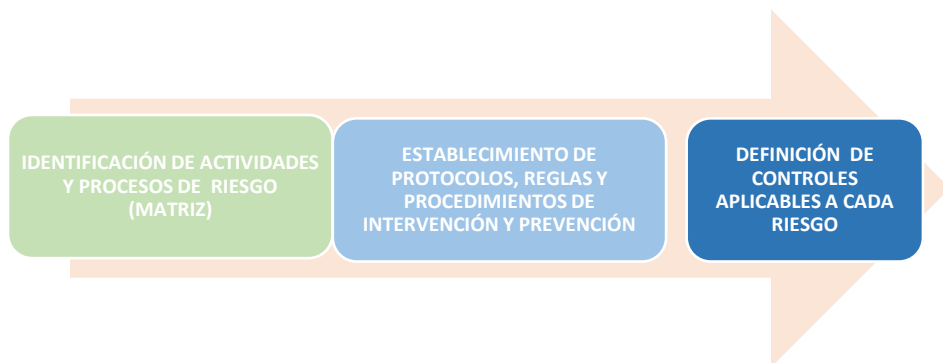 IDENTIFICACIÓN DE ACTIVIDADES
Y PROCESOS DE RIESGO
(MATRIZ)
ESTABLECIMIENTO DE
PROTOCOLOS, REGLAS Y
PROCEDIMIENTOS DE
INTERVENCIÓN Y PREVENCIÓN
DEFINICIÓN DE
CONTROLES
APLICABLES A CADA
RIESGO